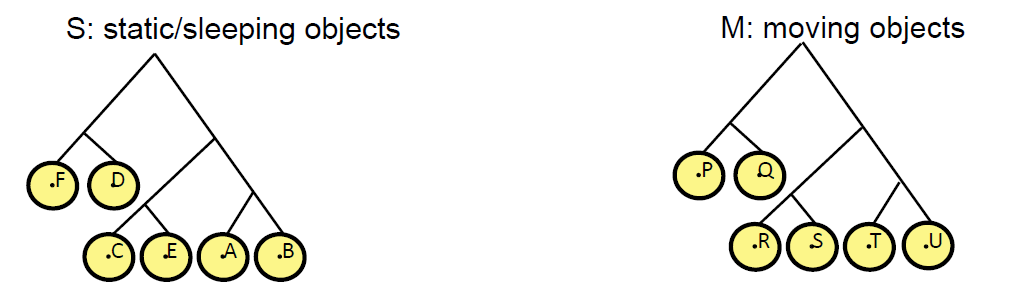 S: static/sleeping objects
M: moving objects
.F .D
.P .Q
.C .E .A .B
.R .S .T .U